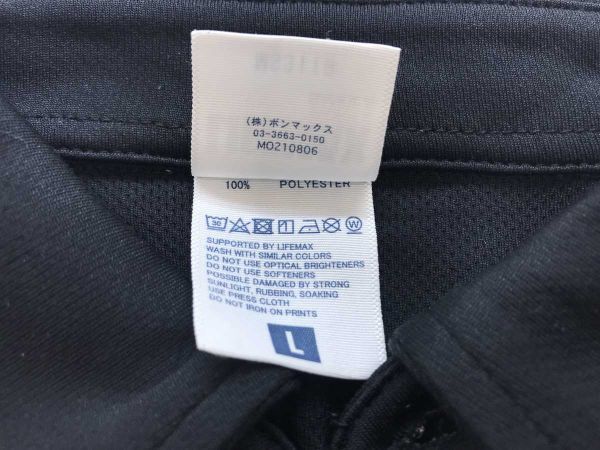 (株)ボンマックス
03-3663-0150
MO210806
100% POLYESTER
30
W
SUPPORTED BY LIFEMAX
WASH WITH SIMILAR COLORS
DO NOT USE OPTICAL BRIGHTENERS
DO NOT USE SOFTENERS
POSSIBLE DAMAGED BY STRONG
SUNLIGHT, RUBBING, SOAKING
USE PRESS CLOTH
DO NOT IRON ON PRINTS
L